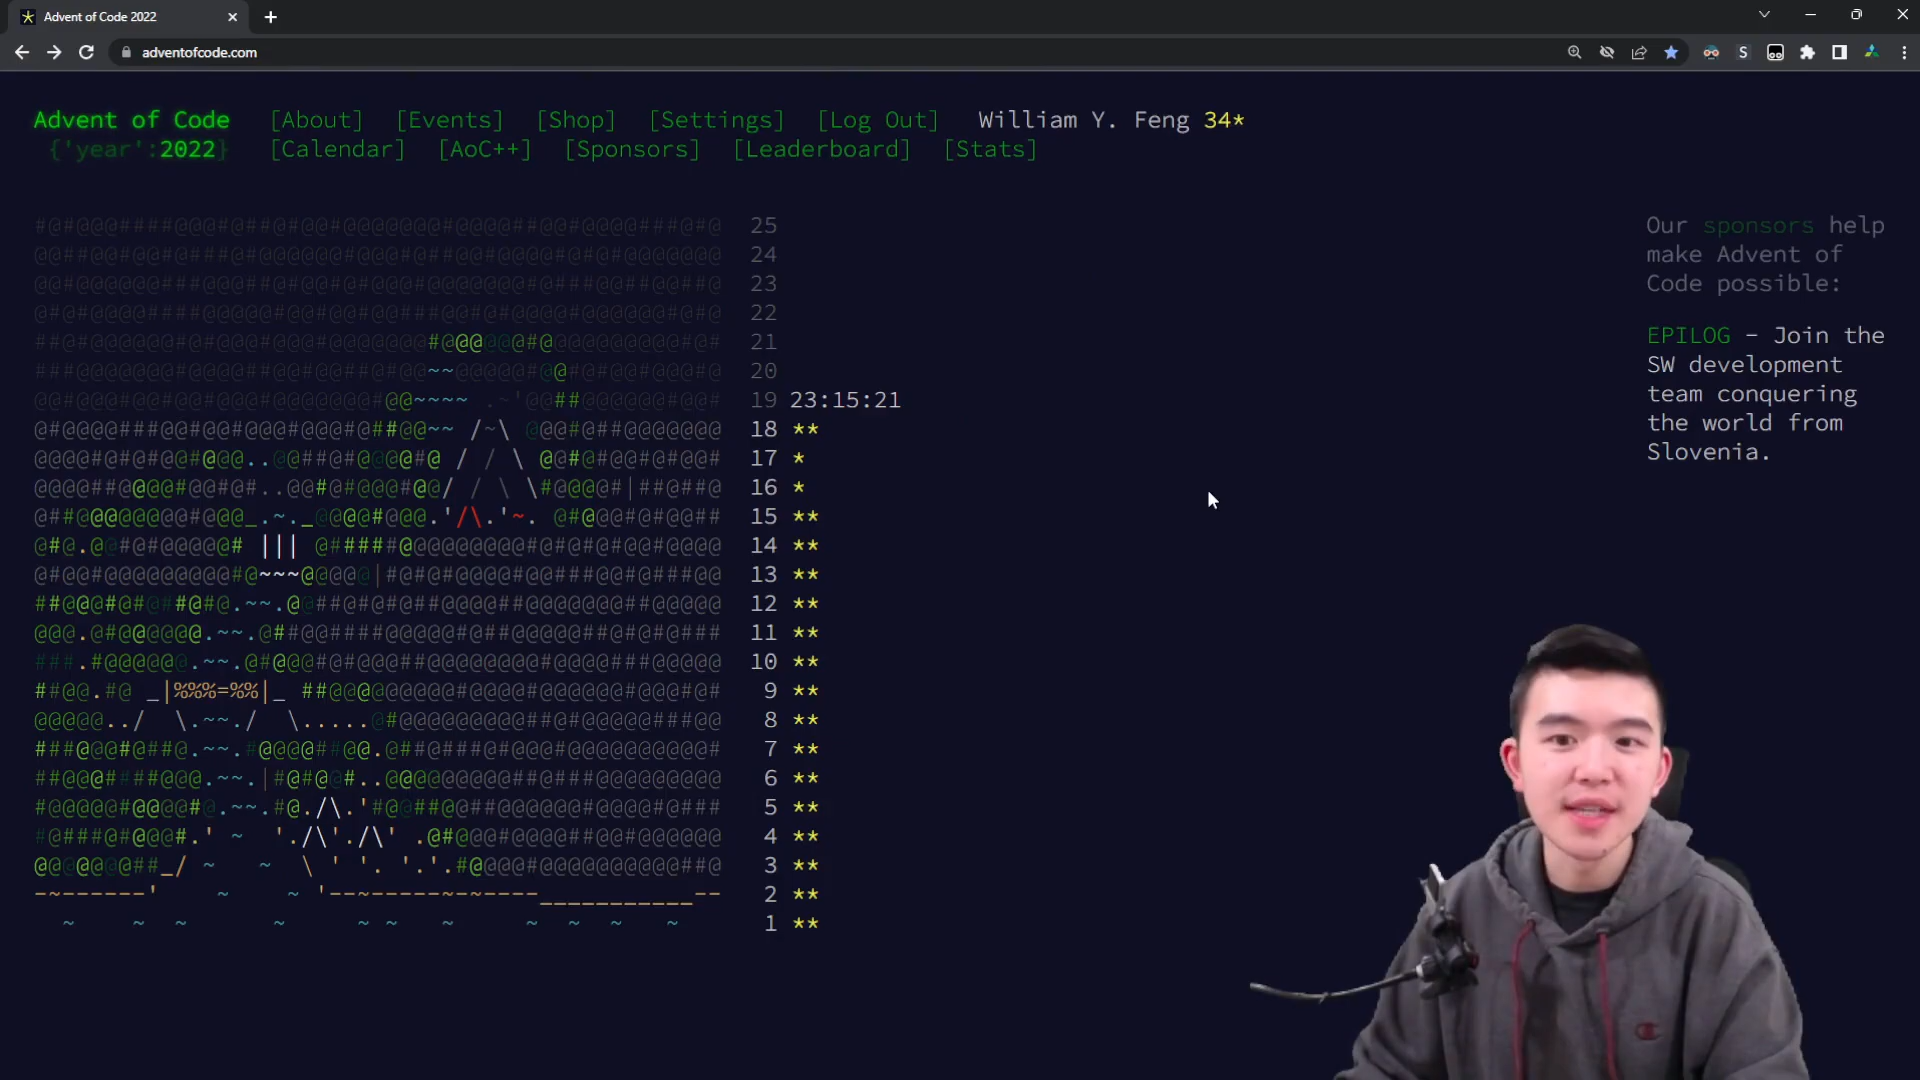 Advent of Code 2022
adventofcode.com
Advent of Code [About] [Events] [Shop] [Settings] [Log Out] William Y. Feng 34*
{'year':2022} [Calendar] [AoC++] [Sponsors] [Leaderboard] [Stats]
25
24
23
22
21
20
19 23:15:21
18 **
17 *
16 *
15 **
14 **
13 **
12 **
11 **
10 **
9 **
8 **
7 **
6 **
5 **
4 **
3 **
2 **
1 **
Our sponsors help
make Advent of
Code possible:
EPILOG - Join the
SW development
team conquering
the world from
Slovenia.